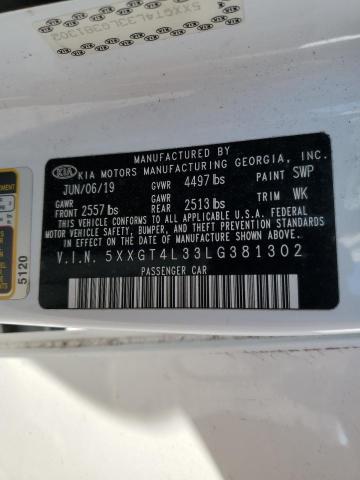 5XXGT4L33LG381302
MANUFACTURED BY
KIA KIA MOTORS MANUFACTURING GEORGIA, INC.
JUN/06/19 GVWR 4497 lbs PAINT SWP
GAWR FRONT 2557 lbs GAWR REAR 2513 lbs TRIM WK
THIS VEHICLE CONFORMS TO ALL APPLICABLE U.S.A. FEDERAL
MOTOR VEHICLE SAFETY, BUMPER, AND THEFT PREVENTION STANDARDS
IN EFFECT ON THE DATE OF MANUFACTURE SHOWN ABOVE.
V.I.N. 5XXGT4L33LG381302
PASSENGER CAR
5120